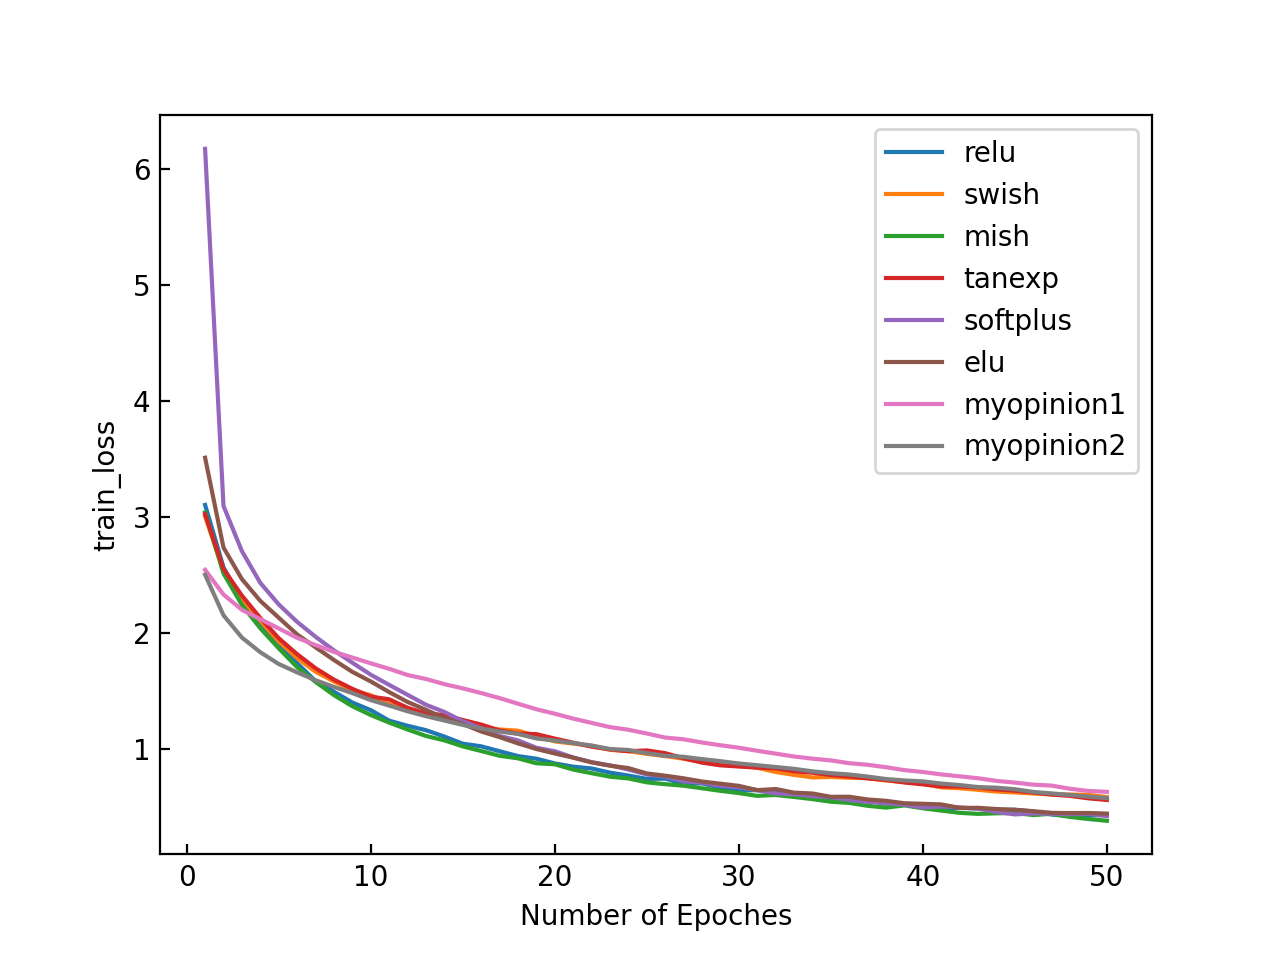 train_loss
6
5
4
3
2
1
0 10 20 30 40 50
Number of Epoches
relu
swish
mish
tanexp
softplus
elu
myopinion1
myopinion2